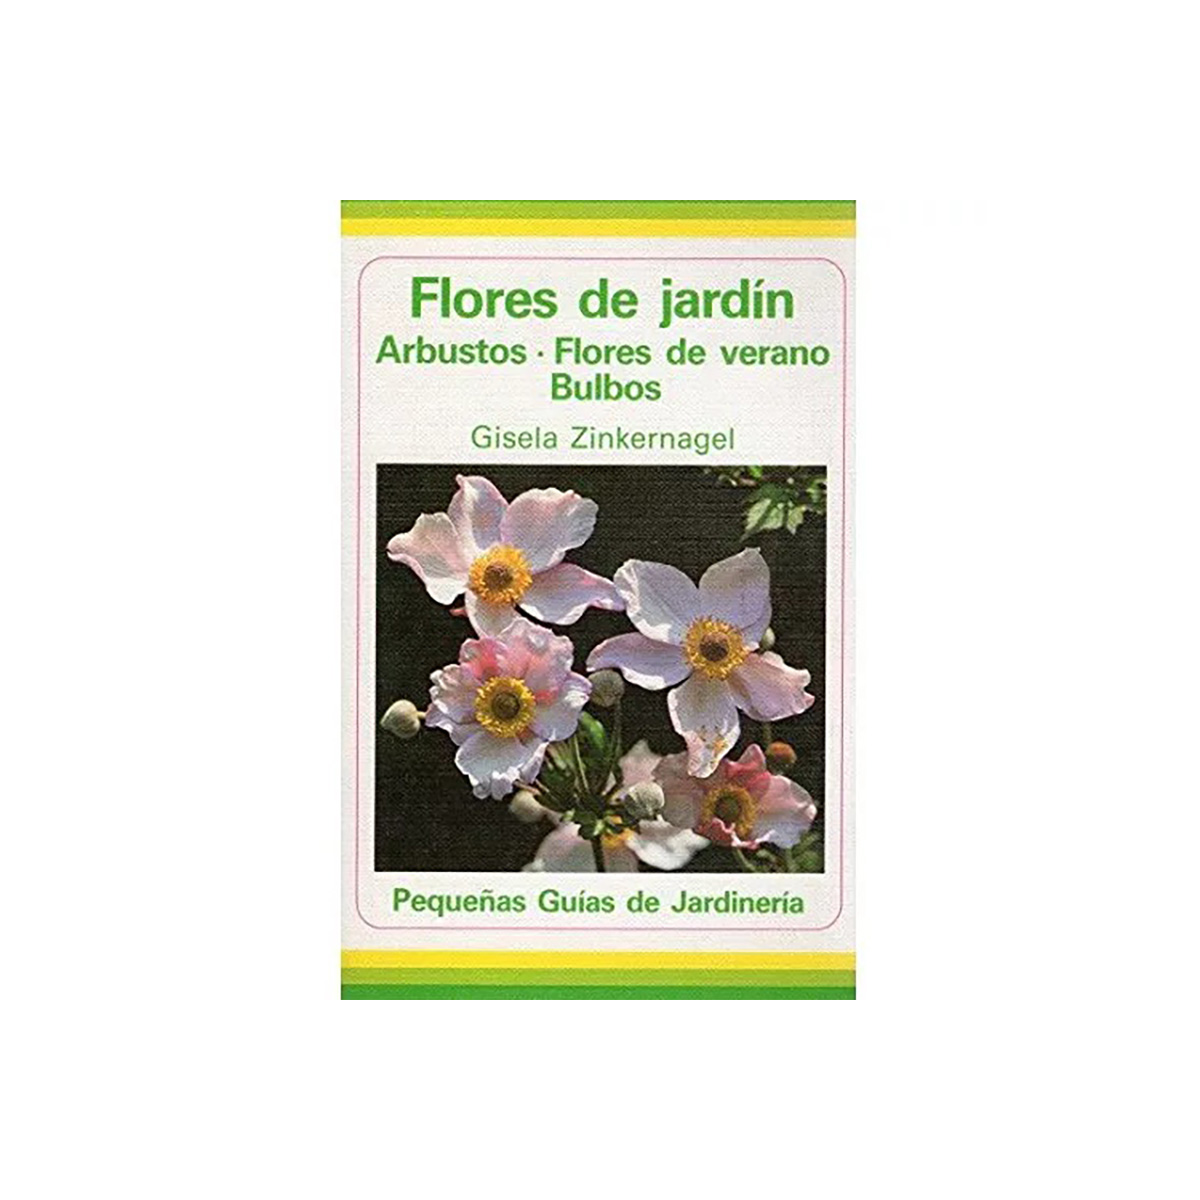 Flores de jardín
Arbustos · Flores de verano
Bulbos
Gisela Zinkernagel
Pequeñas Guías de Jardinería